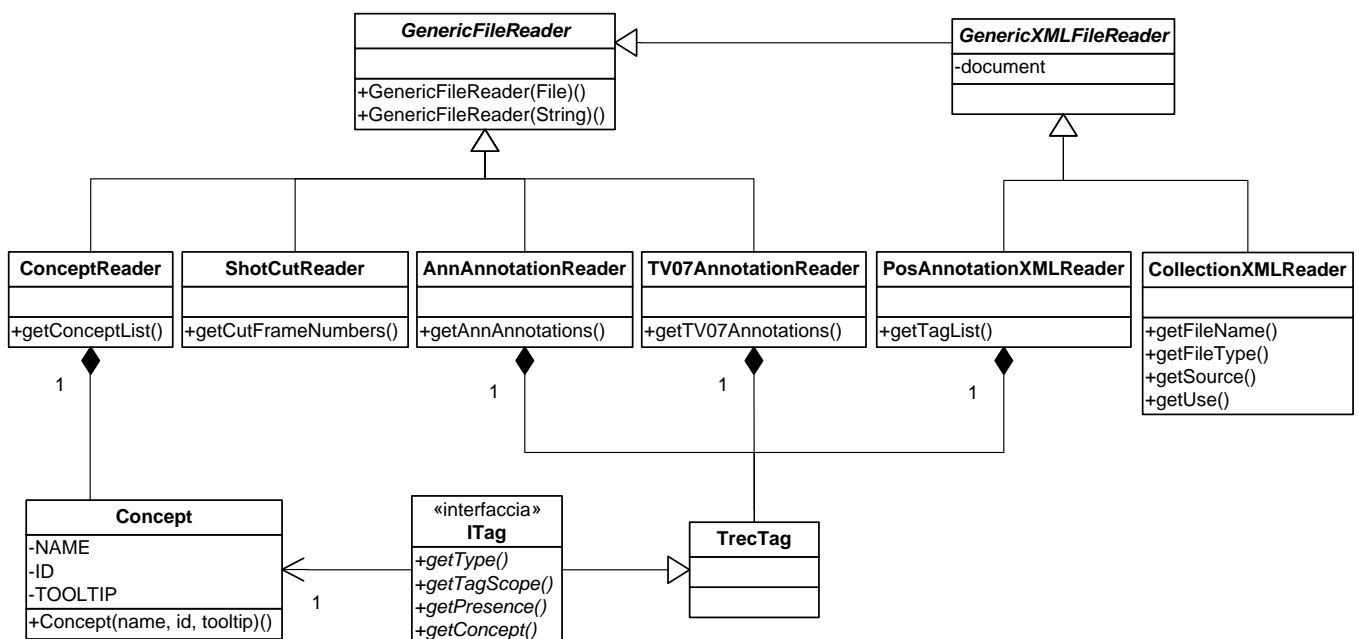 GenericFileReader
+GenericFileReader(File)()
+GenericFileReader(String)()
GenericXMLFileReader
-document
ConceptReader
+getConceptList()
ShotCutReader
+getCutFrameNumbers()
AnnAnnotationReader
+getAnnAnnotations()
TV07AnnotationReader
+getTV07Annotations()
PosAnnotationXMLReader
+getTagList()
CollectionXMLReader
+getFileName()
+getFileType()
+getSource()
+getUse()
1
1
1
1
Concept
-NAME
-ID
-TOOLTIP
+Concept(name, id, tooltip)()
1
«interfaccia»
ITag
+getType()
+getTagScope()
+getPresence()
+getConcept()
TrecTag